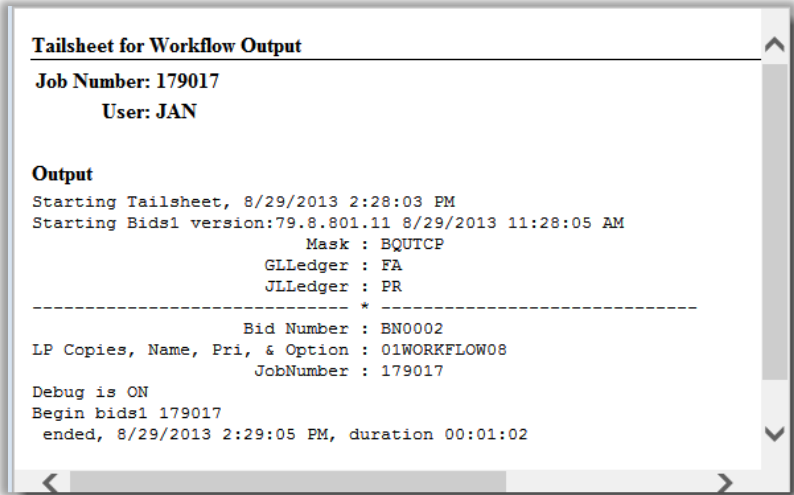 Tailsheet for Workflow Output
Job Number: 179017
User: JAN
Output
Starting Tailsheet, 8/29/2013 2:28:03 PM
Starting Bids1 version:79.8.801.11 8/29/2013 11:28:05 AM
Mask : BQUTCP
GLLedger : FA
JLLedger : PR
------------------------------ * ------------------------------
Bid Number : BN0002
LP Copies, Name, Pri, & Option : 01WORKFLOW08
JobNumber : 179017
Debug is ON
Begin bids1 179017
ended, 8/29/2013 2:29:05 PM, duration 00:01:02